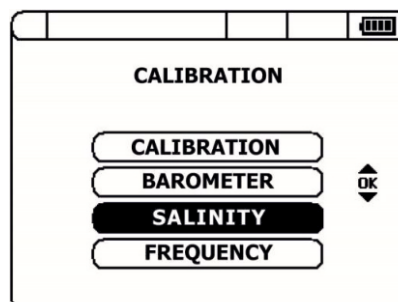 CALIBRATION
CALIBRATION
BAROMETER
OK
SALINITY
FREQUENCY